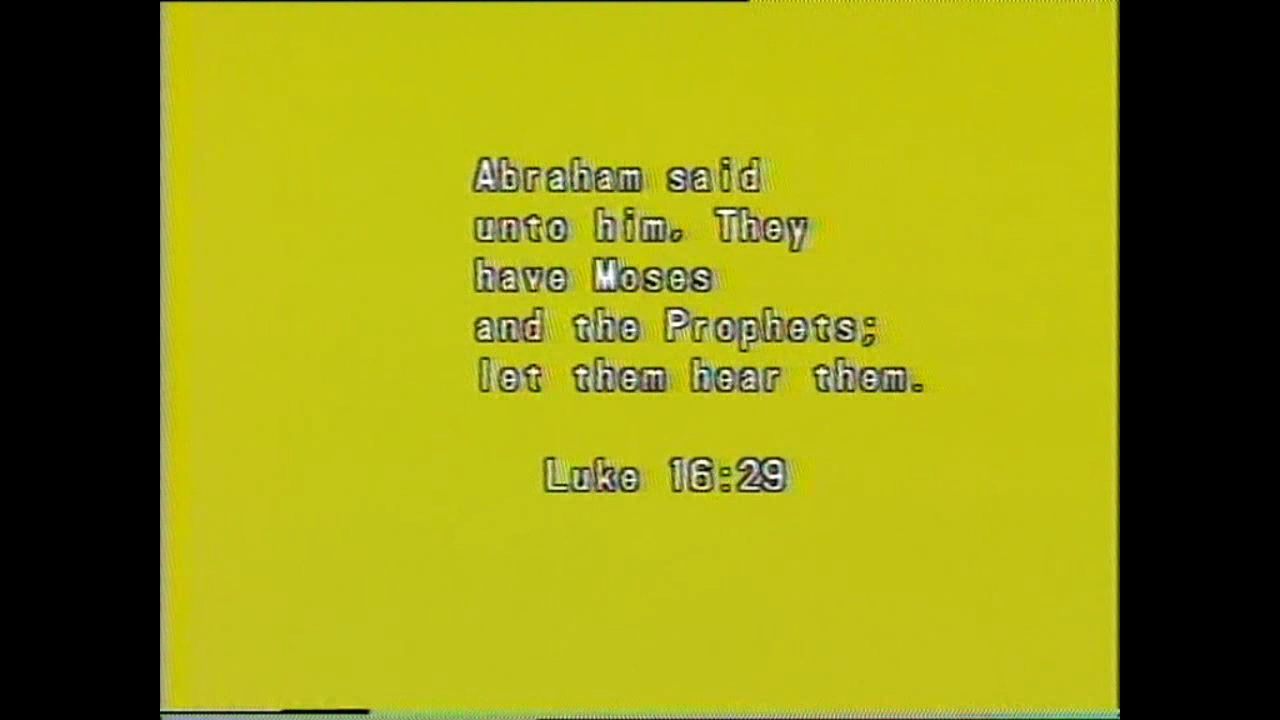 Abraham said
unto him. They
have Moses
and the Prophets;
let them hear them.
Luke 16:29